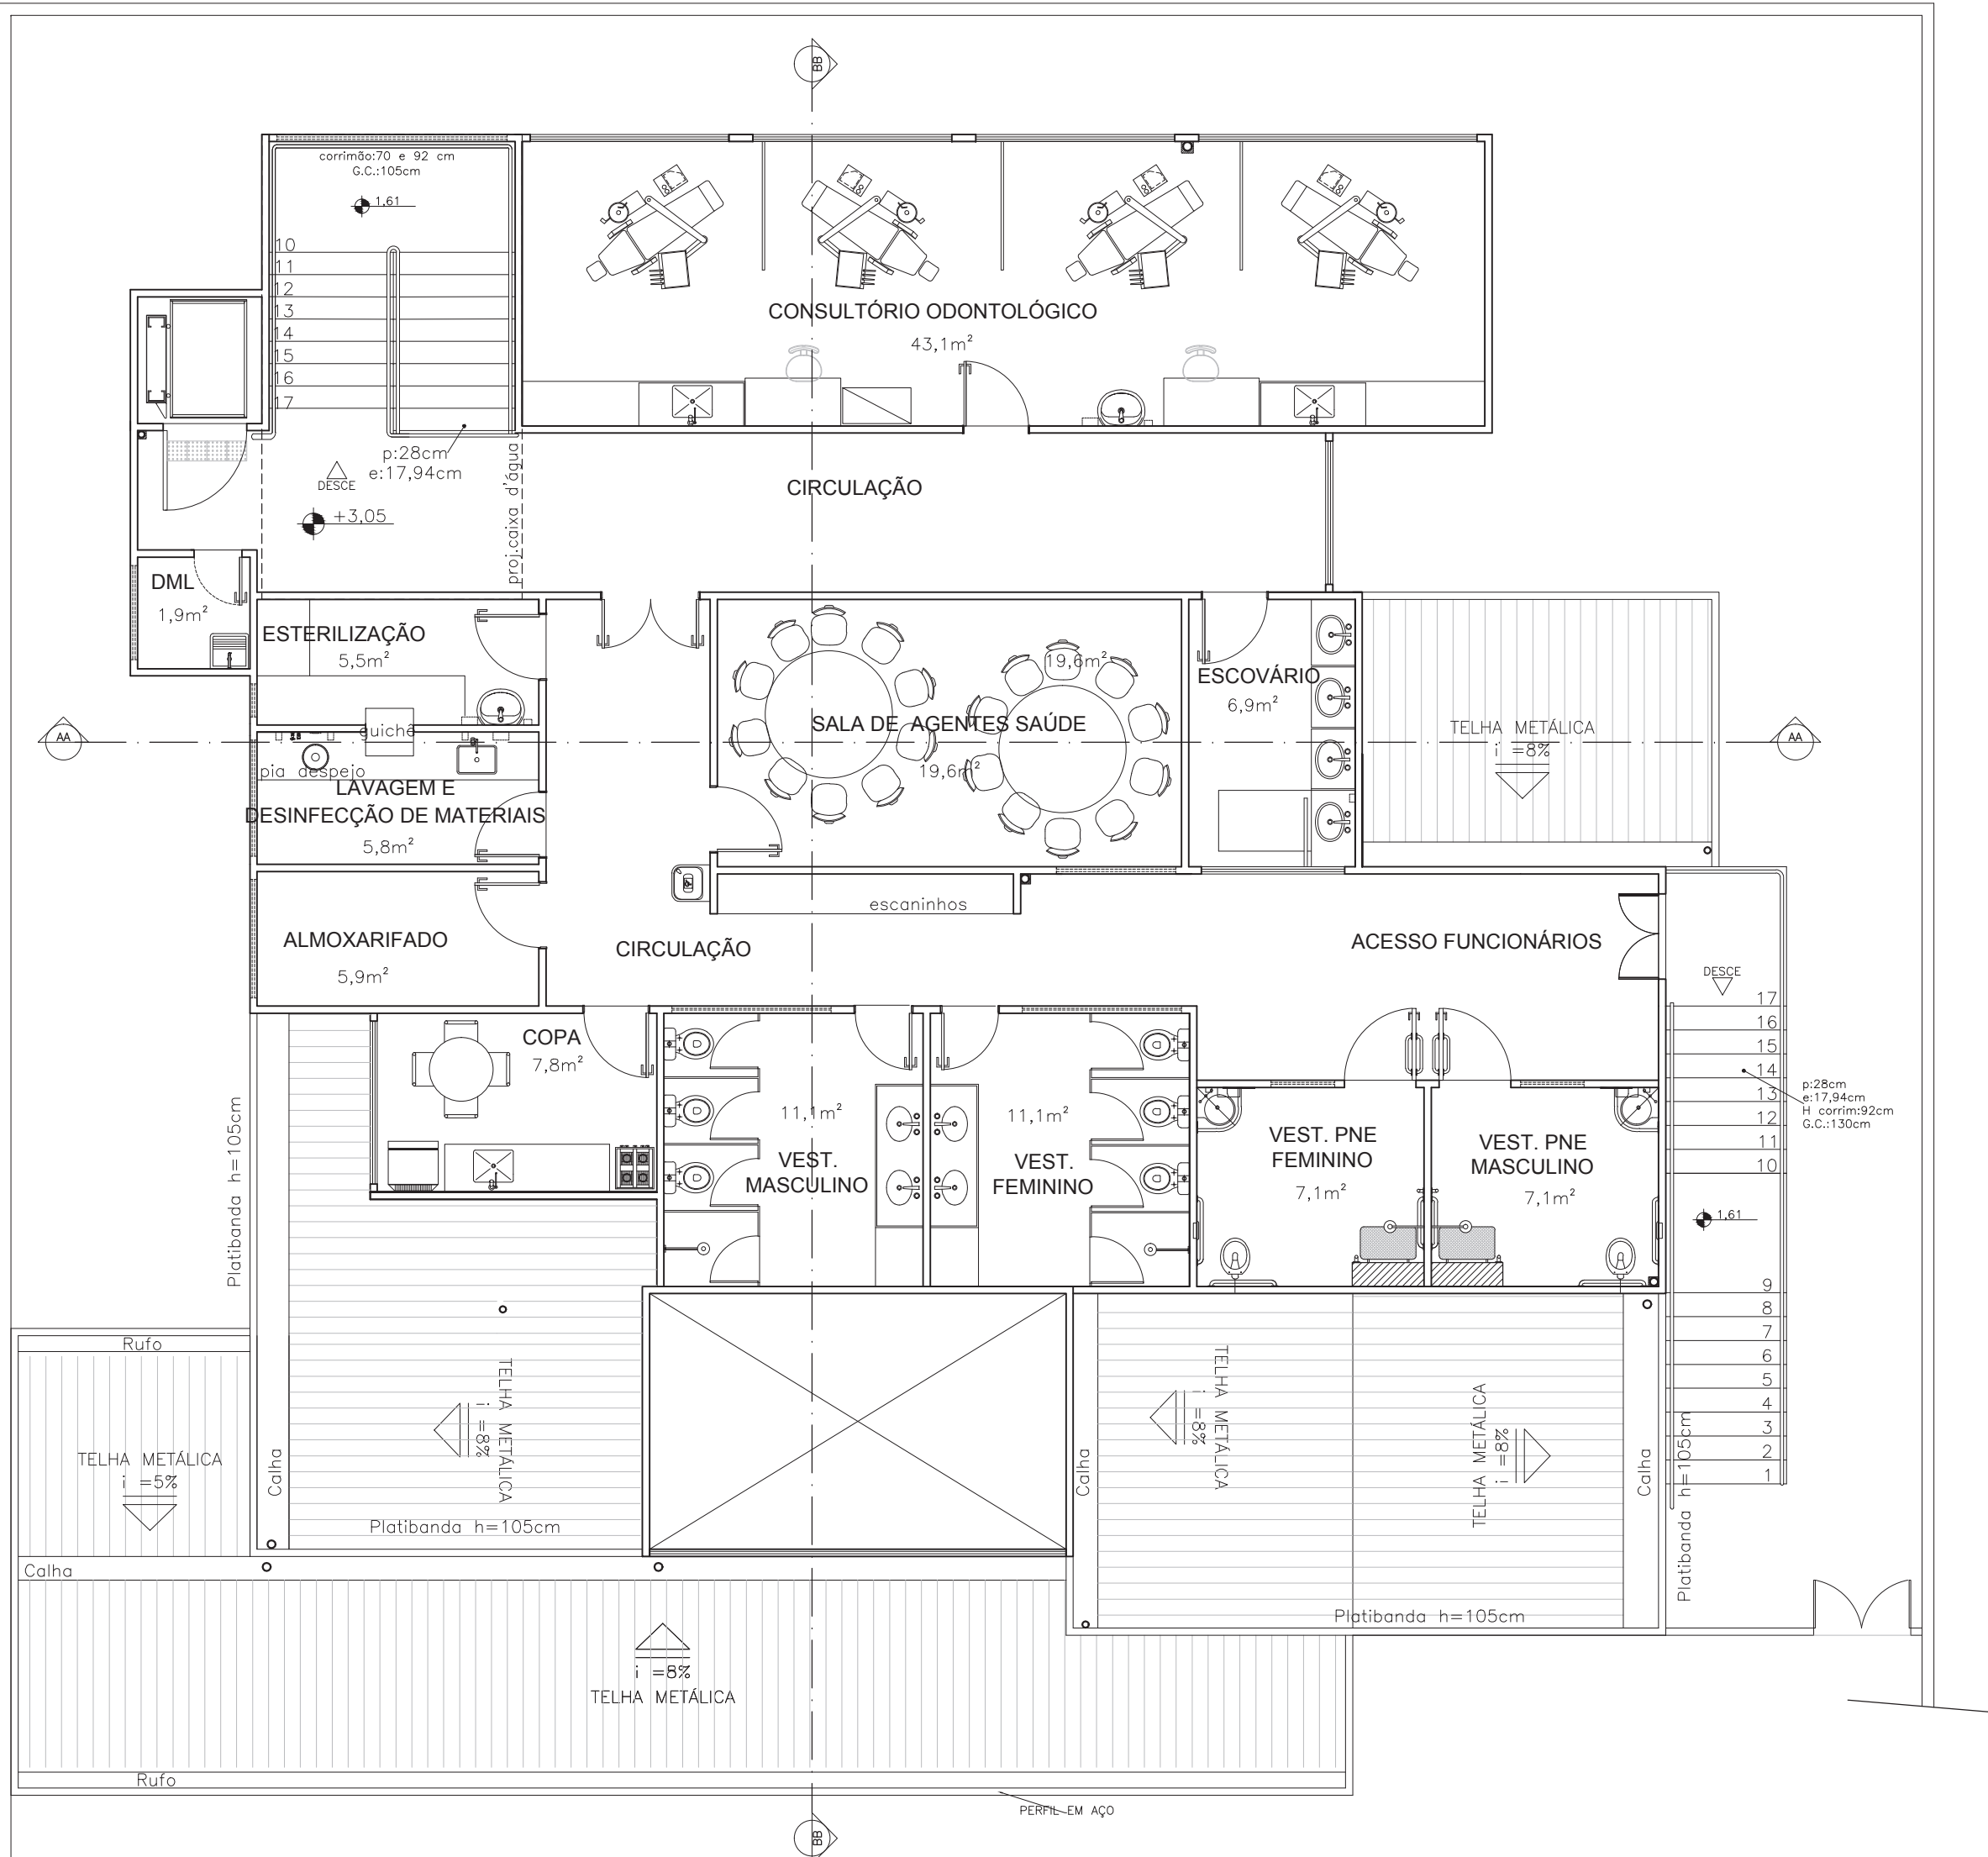 BB
corrimão:70 e 92 cm
G.C.:105cm
1,61
10
11
12
13
14
15
16
17
CONSULTÓRIO ODONTOLÓGICO
43,1m²
p:28cm
e:17,94cm
DESCE
+3,05
proj.caixa d'água
CIRCULAÇÃO
DML
1,9m²
ESTERILIZAÇÃO
5,5m²
guichê
pia despejo
LAVAGEM E
DESINFECÇÃO DE MATERIAIS
5,8m²
19,6m²
SALA DE AGENTES SAÚDE
19,6m²
ESCOVÁRIO
6,9m²
TELHA METÁLICA
i =8%
AA
AA
escaninhos
ALMOXARIFADO
5,9m²
CIRCULAÇÃO
ACESSO FUNCIONÁRIOS
DESCE
17
16
15
14
13
12
11
10
p:28cm
e:17,94cm
H corrim:92cm
G.C.:130cm
1,61
9
8
7
6
5
4
3
2
1
COPA
7,8m²
11,1m²
VEST.
MASCULINO
11,1m²
VEST.
FEMININO
VEST. PNE
FEMININO
7,1m²
VEST. PNE
MASCULINO
7,1m²
Platibanda h=105cm
Rufo
TELHA METÁLICA
i =5%
Calha
Calha
TELHA METÁLICA
i =8%
Platibanda h=105cm
Calha
TELHA METÁLICA
i =8%
TELHA METÁLICA
i =8%
Calha
Platibanda h=105cm
Platibanda h=105cm
i =8%
TELHA METÁLICA
Rufo
PERFIL EM AÇO
BB